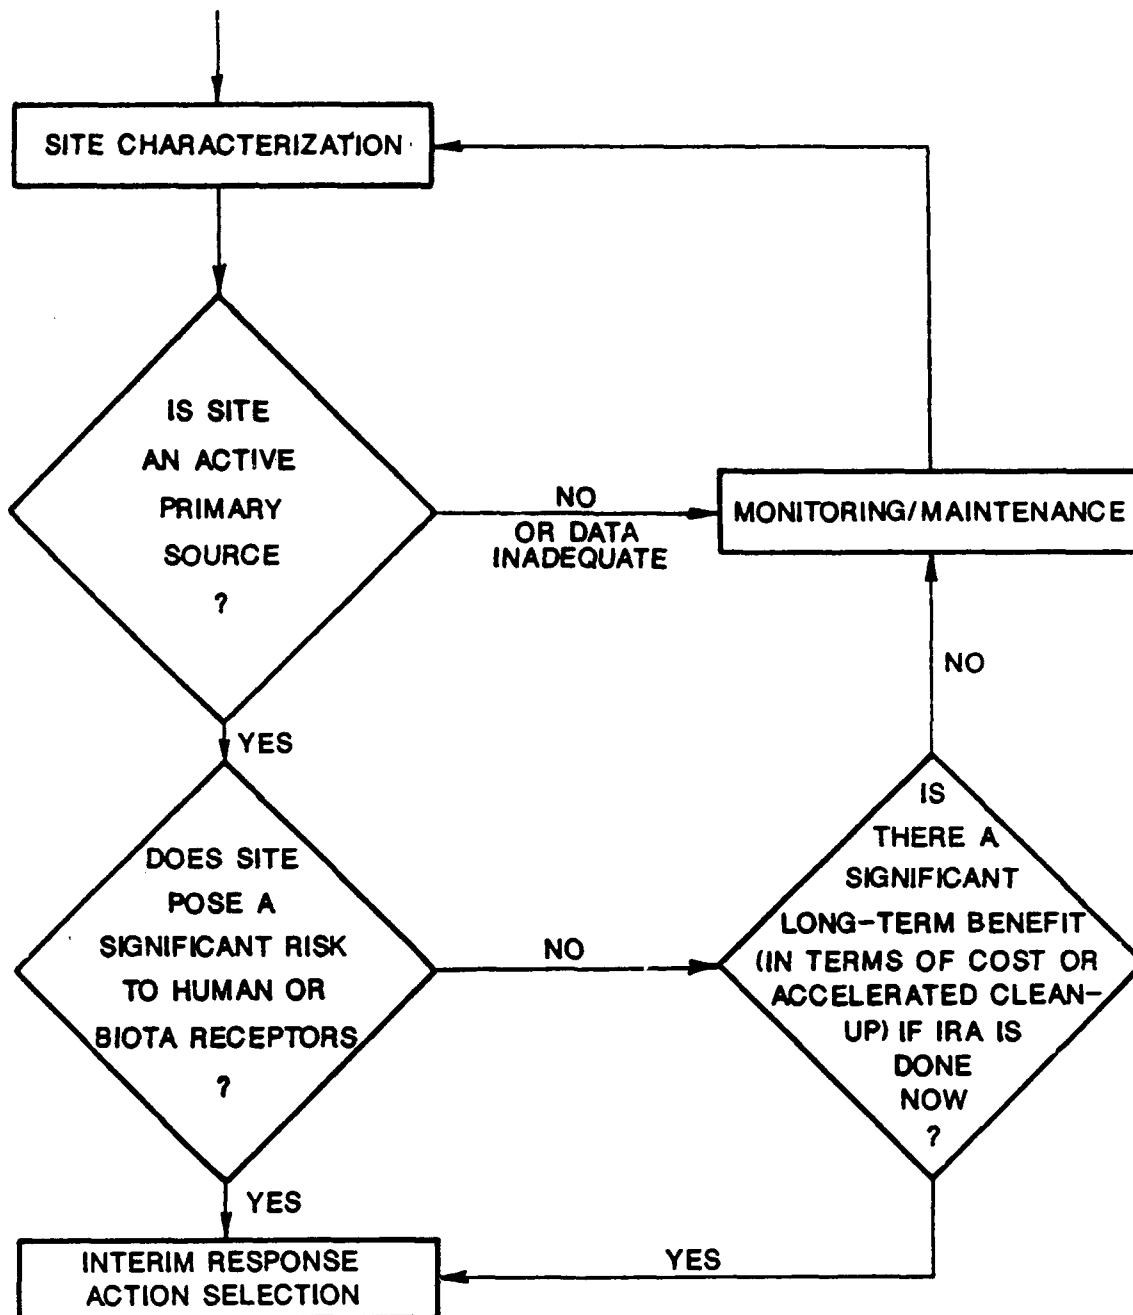 SITE CHARACTERIZATION
IS SITE
AN ACTIVE
PRIMARY
SOURCE
?
NO
OR DATA
INADEQUATE
MONITORING/MAINTENANCE
YES
NO
DOES SITE
POSE A
SIGNIFICANT RISK
TO HUMAN OR
BIOTA RECEPTORS
?
NO
IS
THERE A
SIGNIFICANT
LONG-TERM BENEFIT
(IN TERMS OF COST OR
ACCELERATED CLEAN-
UP) IF IRA IS
DONE
NOW
?
YES
YES
INTERIM RESPONSE
ACTION SELECTION